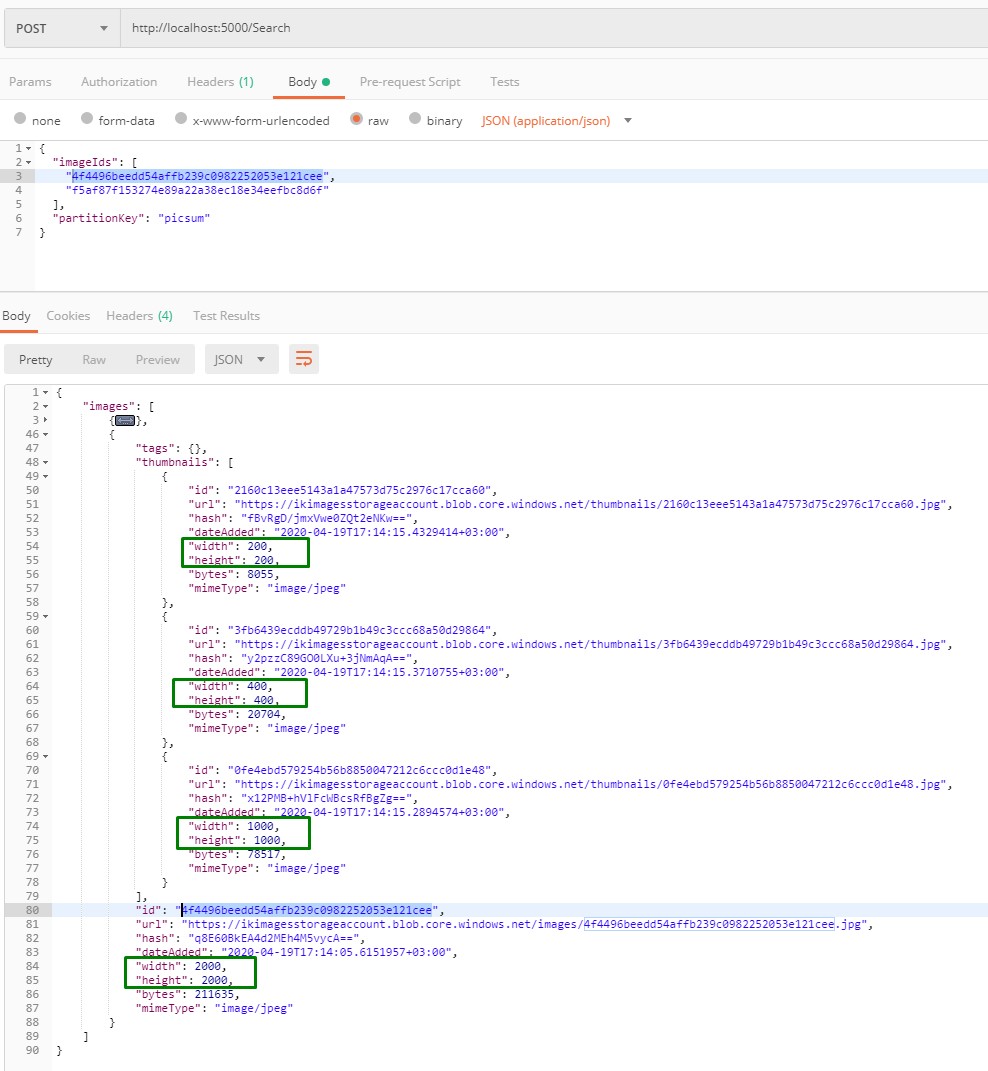 POST http://localhost:5000/Search
Params Authorization Headers (1) Body Pre-request Script Tests
none form-data x-www-form-urlencoded raw binary JSON (application/json)
1 {
2 "imageIds": [
3 "4f4496beedd54affb239c0982252053e121cee",
4 "f5af87f153274e89a22a38ec18e34eefbc8d6f"
5 ],
6 "partitionKey": "picsum"
7 }
Body Cookies Headers (4) Test Results
Pretty Raw Preview JSON
1 {
2 "images": [
3 {},
46 {
47 "tags": {},
48 "thumbnails": [
49 {
50 "id": "2160c13eee5143a1a47573d75c2976c17cca60",
51 "url": "https://ikimagesstorageaccount.blob.core.windows.net/thumbnails/2160c13eee5143a1a47573d75c2976c17cca60.jpg",
52 "hash": "fBvRgD/jmxVwe0ZQt2eNKw==",
53 "dateAdded": "2020-04-19T17:14:15.4329414+03:00",
54 "width": 200,
55 "height": 200,
56 "bytes": 8055,
57 "mimeType": "image/jpeg"
58 },
59 {
60 "id": "3fb6439ecddb49729b1b49c3ccc68a50d29864",
61 "url": "https://ikimagesstorageaccount.blob.core.windows.net/thumbnails/3fb6439ecddb49729b1b49c3ccc68a50d29864.jpg",
62 "hash": "y2pzzC89GO0LXu+3jNmAqA==",
63 "dateAdded": "2020-04-19T17:14:15.3710755+03:00",
64 "width": 400,
65 "height": 400,
66 "bytes": 20704,
67 "mimeType": "image/jpeg"
68 },
69 {
70 "id": "0fe4ebd579254b56b8850047212c6ccc0d1e48",
71 "url": "https://ikimagesstorageaccount.blob.core.windows.net/thumbnails/0fe4ebd579254b56b8850047212c6ccc0d1e48.jpg",
72 "hash": "x12PMB+hVlFcWBcsRfBgZg==",
73 "dateAdded": "2020-04-19T17:14:15.2894574+03:00",
74 "width": 1000,
75 "height": 1000,
76 "bytes": 78517,
77 "mimeType": "image/jpeg"
78 }
79 ],
80 "id": "4f4496beedd54affb239c0982252053e121cee",
81 "url": "https://ikimagesstorageaccount.blob.core.windows.net/images/4f4496beedd54affb239c0982252053e121cee.jpg",
82 "hash": "q8E60BkEA4d2MEh4M5vycA==",
83 "dateAdded": "2020-04-19T17:14:05.6151957+03:00",
84 "width": 2000,
85 "height": 2000,
86 "bytes": 211635,
87 "mimeType": "image/jpeg"
88 }
89 ]
90 }